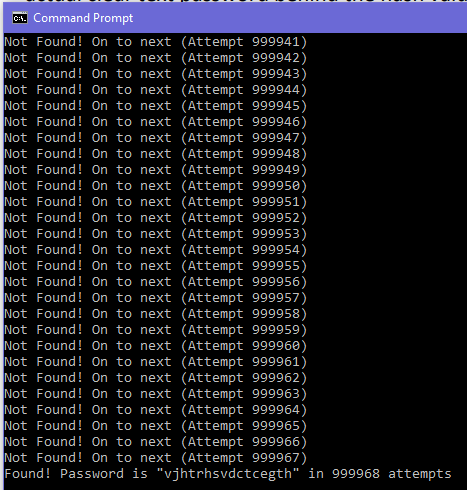 actual clear text password behind the hash valu
Command Prompt
Not Found! On to next (Attempt 999941)
Not Found! On to next (Attempt 999942)
Not Found! On to next (Attempt 999943)
Not Found! On to next (Attempt 999944)
Not Found! On to next (Attempt 999945)
Not Found! On to next (Attempt 999946)
Not Found! On to next (Attempt 999947)
Not Found! On to next (Attempt 999948)
Not Found! On to next (Attempt 999949)
Not Found! On to next (Attempt 999950)
Not Found! On to next (Attempt 999951)
Not Found! On to next (Attempt 999952)
Not Found! On to next (Attempt 999953)
Not Found! On to next (Attempt 999954)
Not Found! On to next (Attempt 999955)
Not Found! On to next (Attempt 999956)
Not Found! On to next (Attempt 999957)
Not Found! On to next (Attempt 999958)
Not Found! On to next (Attempt 999959)
Not Found! On to next (Attempt 999960)
Not Found! On to next (Attempt 999961)
Not Found! On to next (Attempt 999962)
Not Found! On to next (Attempt 999963)
Not Found! On to next (Attempt 999964)
Not Found! On to next (Attempt 999965)
Not Found! On to next (Attempt 999966)
Not Found! On to next (Attempt 999967)
Found! Password is "vjhtrhsvdctcegth" in 999968 attempts